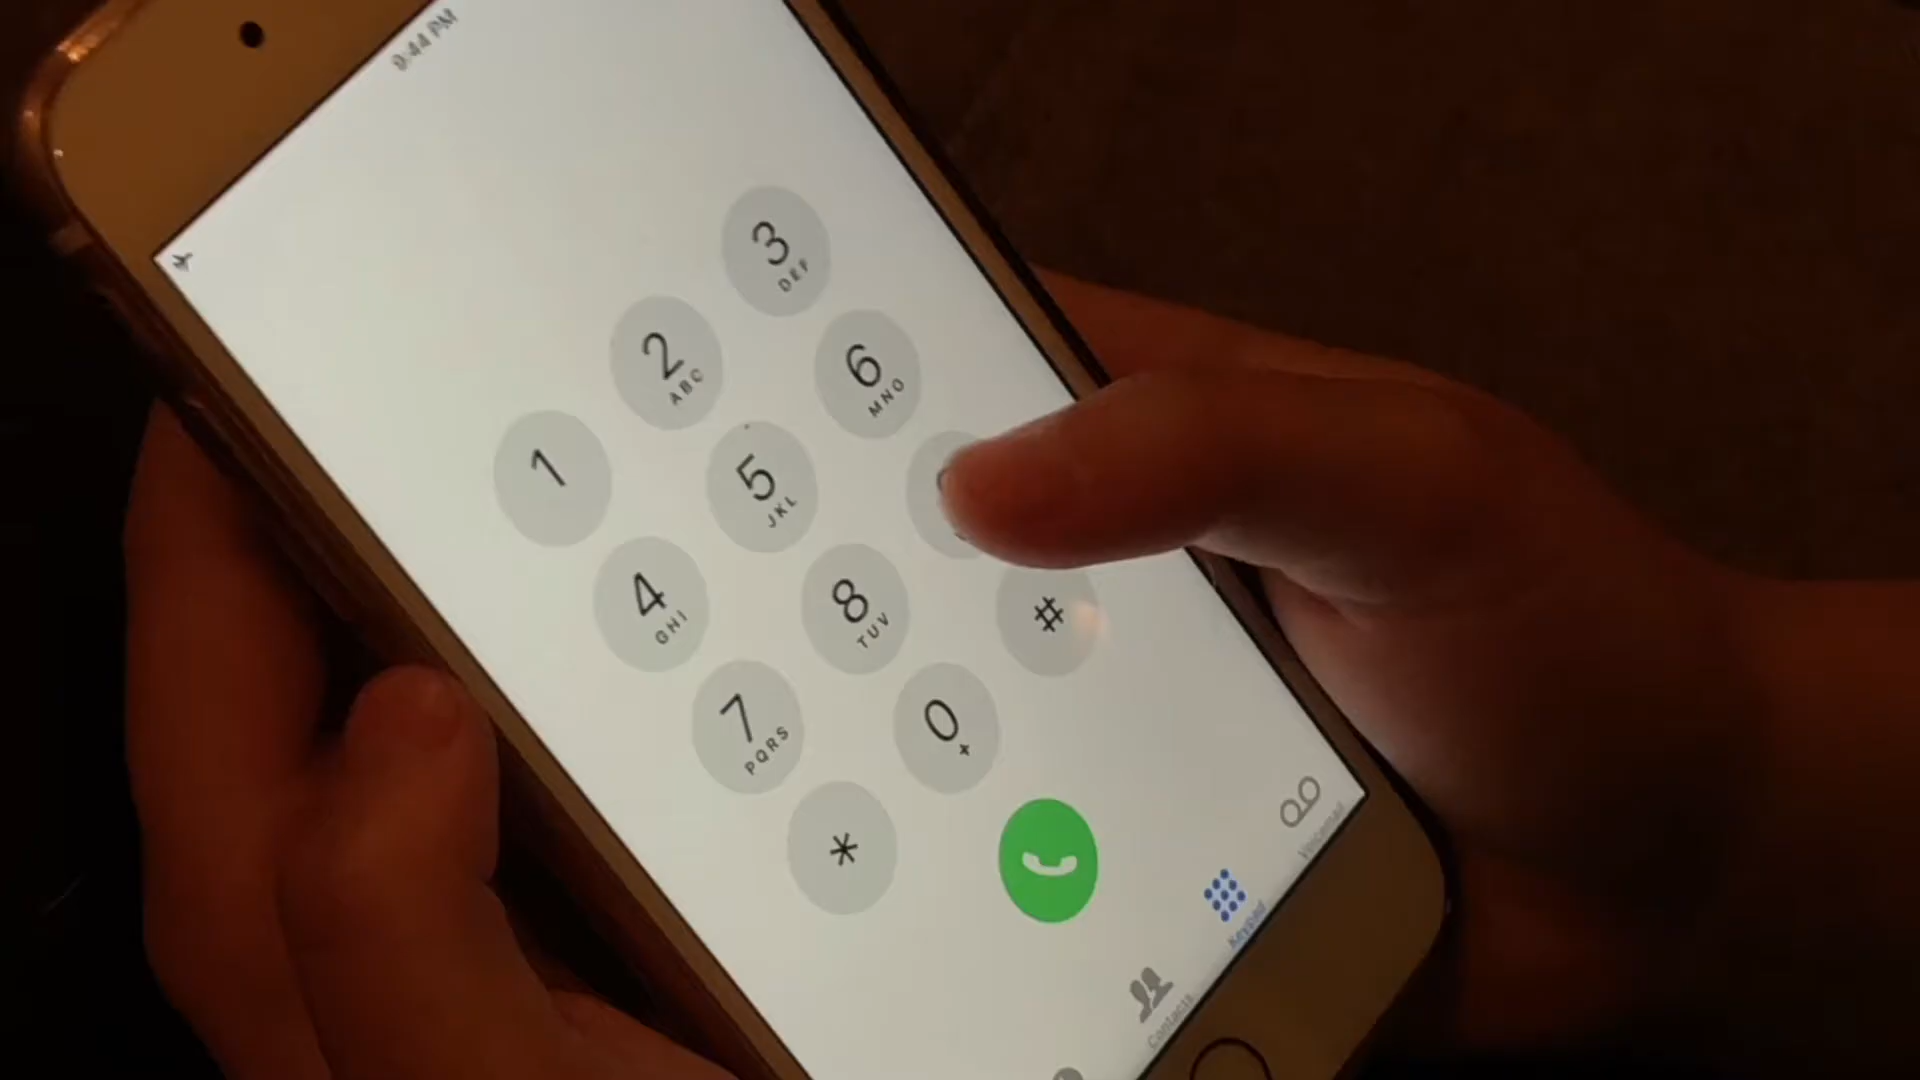 9:44 PM
1
2
ABC
3
DEF
4
GHI
5
JKL
6
MNO
7
PQRS
8
TUV
*
0
+
#
Contacts
Keypad
Voicemail